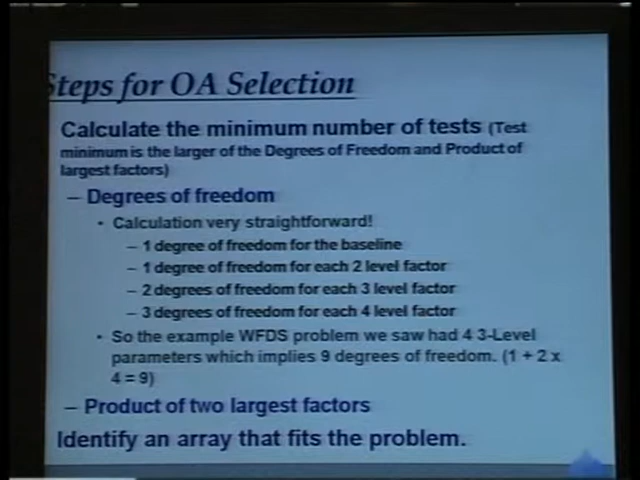 Steps for OA Selection
Calculate the minimum number of tests (Test
minimum is the larger of the Degrees of Freedom and Product of
largest factors)
– Degrees of freedom
• Calculation very straightforward!
– 1 degree of freedom for the baseline
– 1 degree of freedom for each 2 level factor
– 2 degrees of freedom for each 3 level factor
– 3 degrees of freedom for each 4 level factor
• So the example WFDS problem we saw had 4 3-Level
parameters which implies 9 degrees of freedom. (1 + 2 x
4 = 9)
– Product of two largest factors
Identify an array that fits the problem.